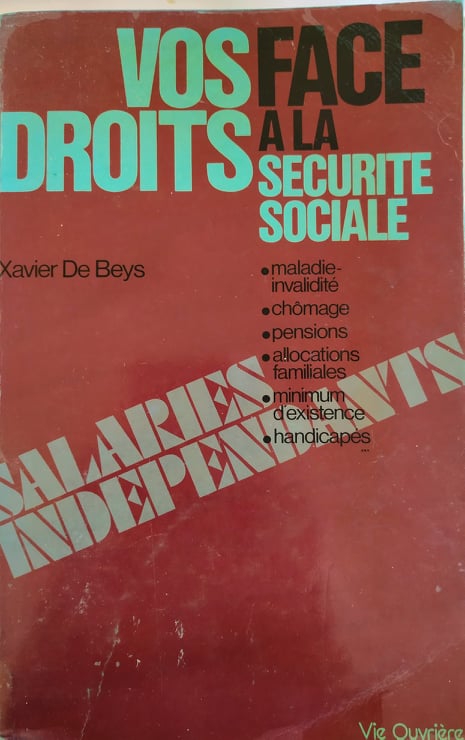 VOS
DROITS
FACE
A LA
SECURITE
SOCIALE
Xavier De Beys
•maladie-
invalidité
•chômage
•pensions
•allocations
familiales
•minimum
d'existence
•handicapés
...
SALARIES
INDEPENDANTS
Vie Ouvrière